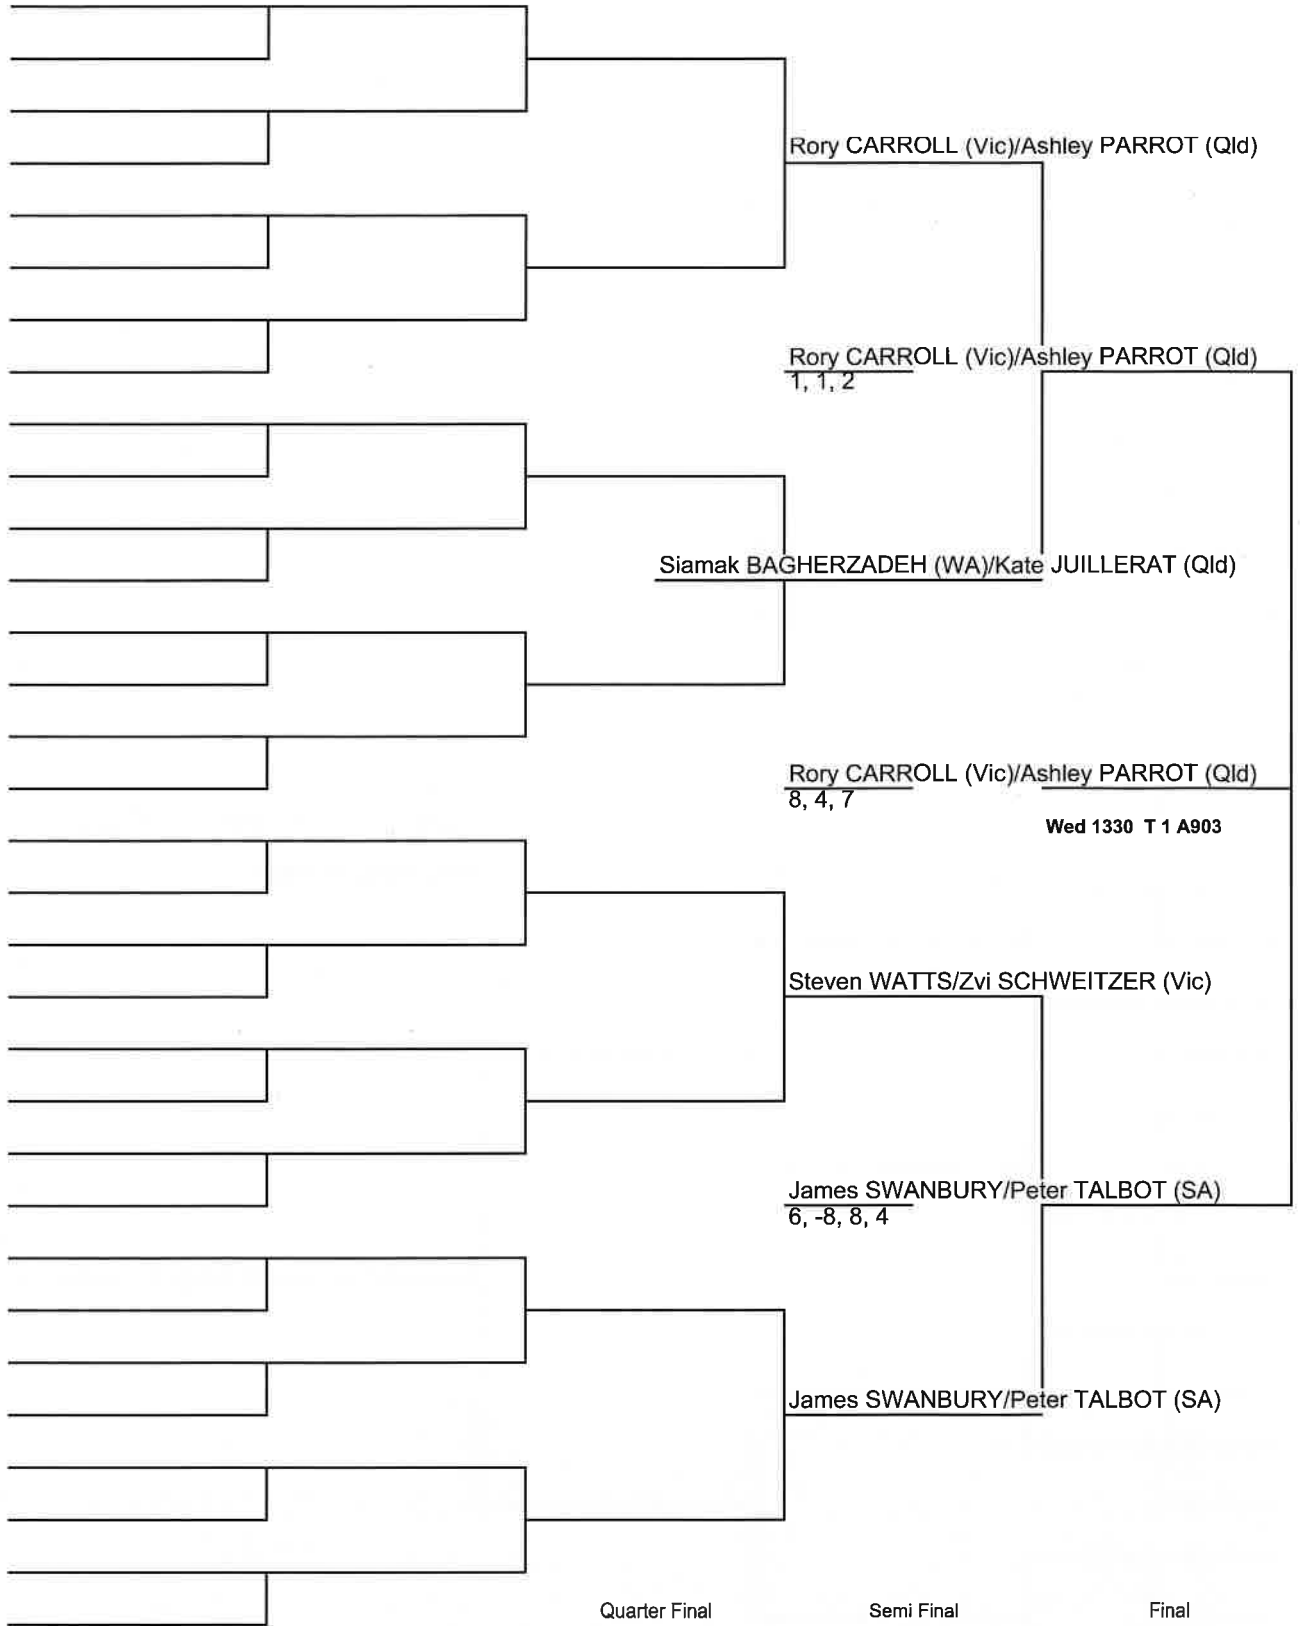 Rory CARROLL (Vic)/Ashley PARROT (Qld)
Rory CARROLL (Vic)/Ashley PARROT (Qld)
1, 1, 2
Siamak BAGHERZADEH (WA)/Kate JUILLERAT (Qld)
Rory CARROLL (Vic)/Ashley PARROT (Qld)
8, 4, 7
Wed 1330 T 1 A903
Steven WATTS/Zvi SCHWEITZER (Vic)
James SWANBURY/Peter TALBOT (SA)
6, -8, 8, 4
James SWANBURY/Peter TALBOT (SA)
Quarter Final Semi Final Final